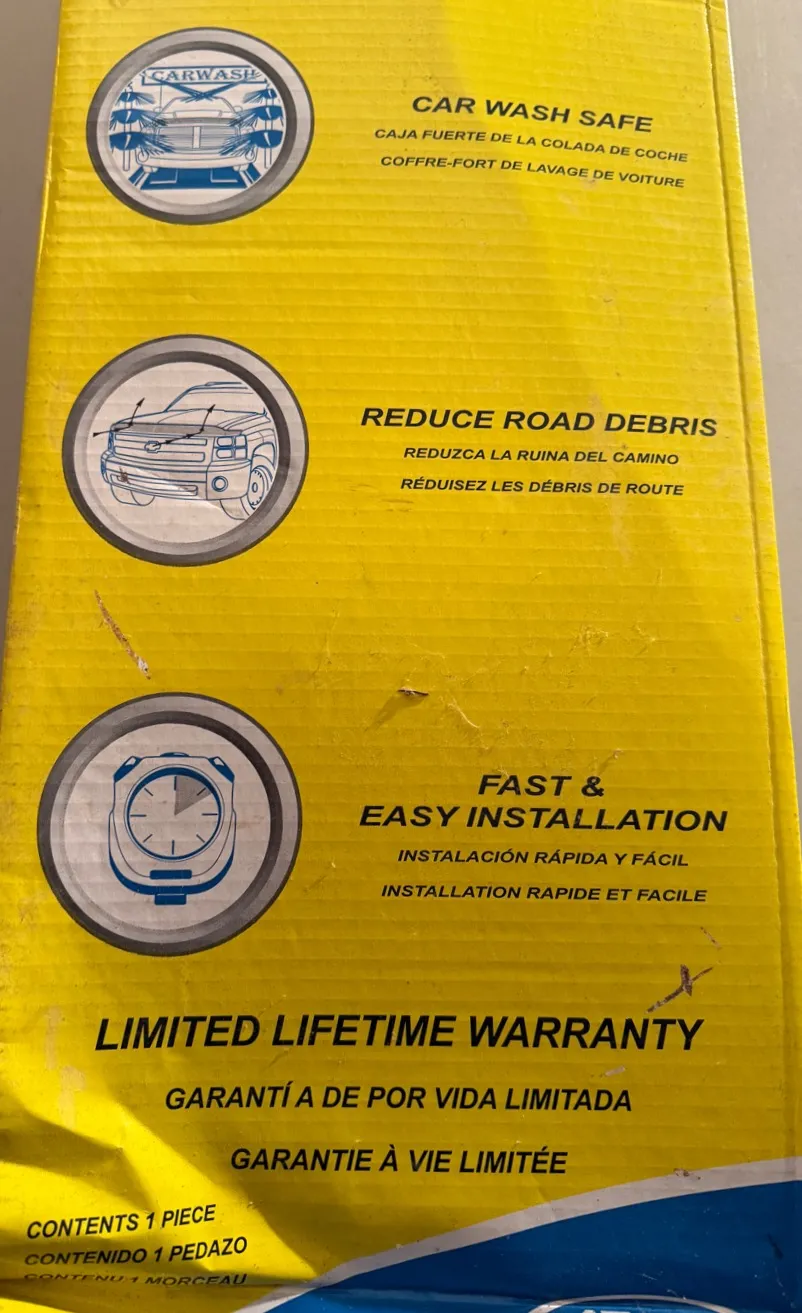 CARWASH
CAR WASH SAFE
CAJA FUERTE DE LA COLADA DE COCHE
COFFRE-FORT DE LAVAGE DE VOITURE
REDUCE ROAD DEBRIS
REDUZCA LA RUINA DEL CAMINO
RÉDUISEZ LES DÉBRIS DE ROUTE
FAST &
EASY INSTALLATION
INSTALACIÓN RÁPIDA Y FÁCIL
INSTALLATION RAPIDE ET FACILE
LIMITED LIFETIME WARRANTY
GARANTÍ A DE POR VIDA LIMITADA
GARANTIE À VIE LIMITÉE
CONTENTS 1 PIECE
CONTENIDO 1 PEDAZO
CONTENU 1 MORCEAU